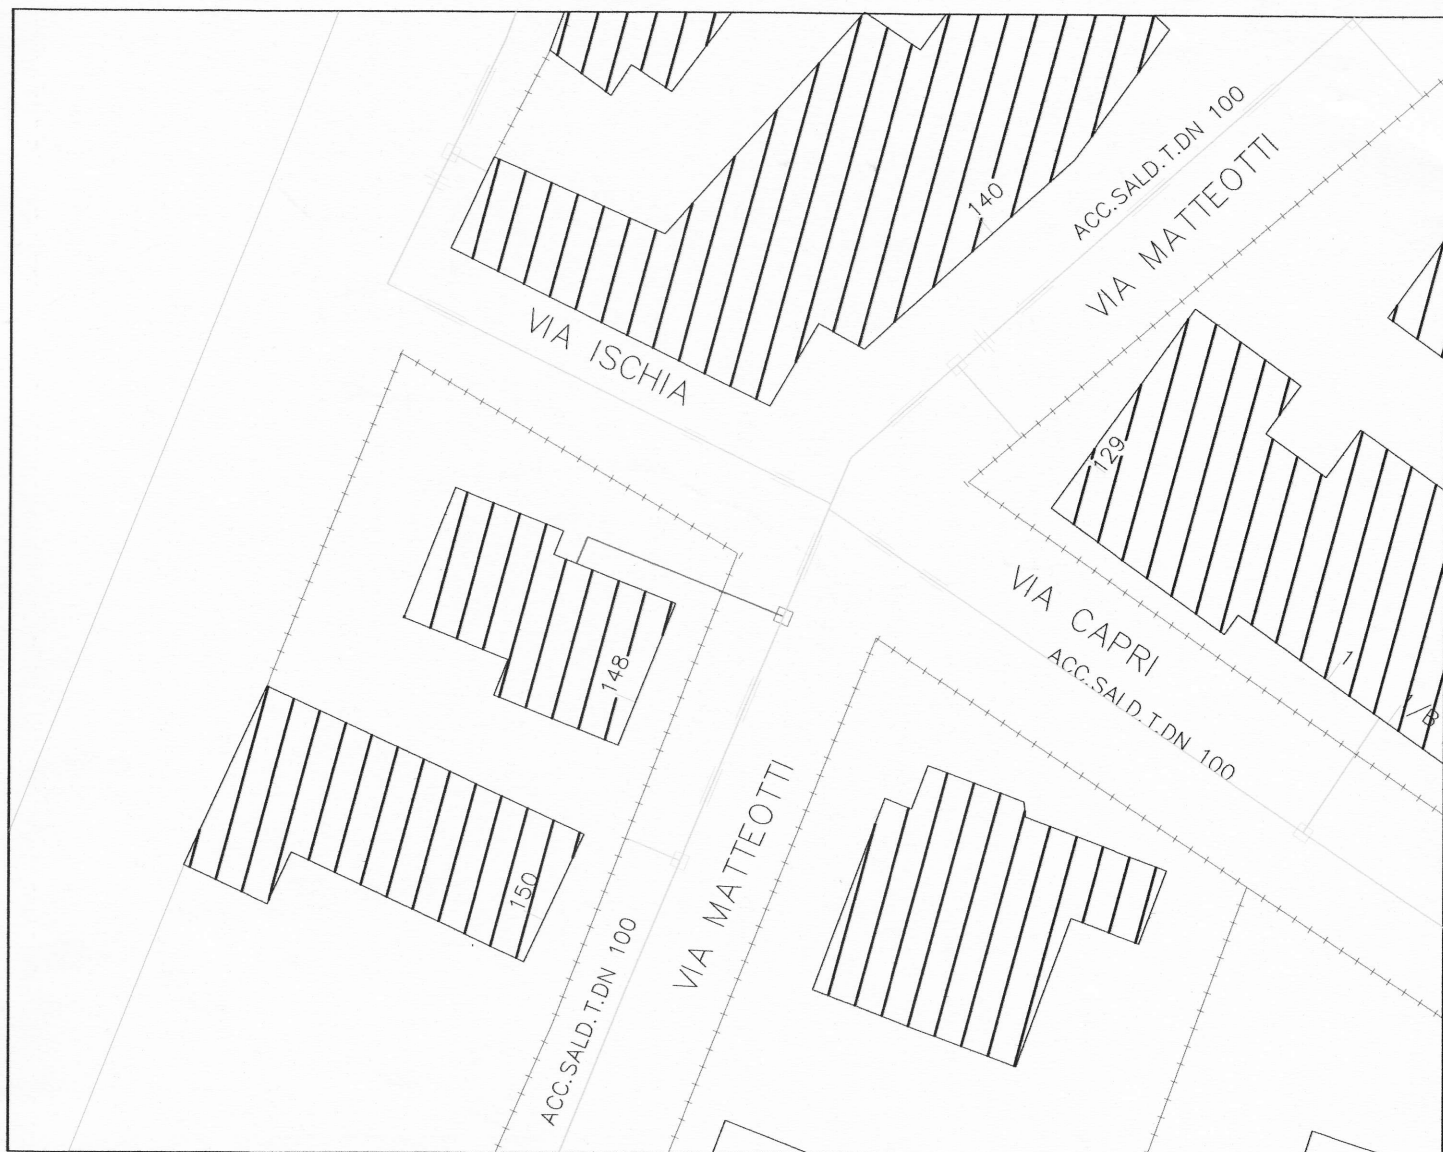 ACC.SALD.T.DN 100
VIA MATTEOTTI
140
VIA ISCHIA
129
VIA CAPRI
ACC.SALD.T.DN 100
1
1/B
148
VIA MATTEOTTI
150
ACC.SALD.T.DN 100